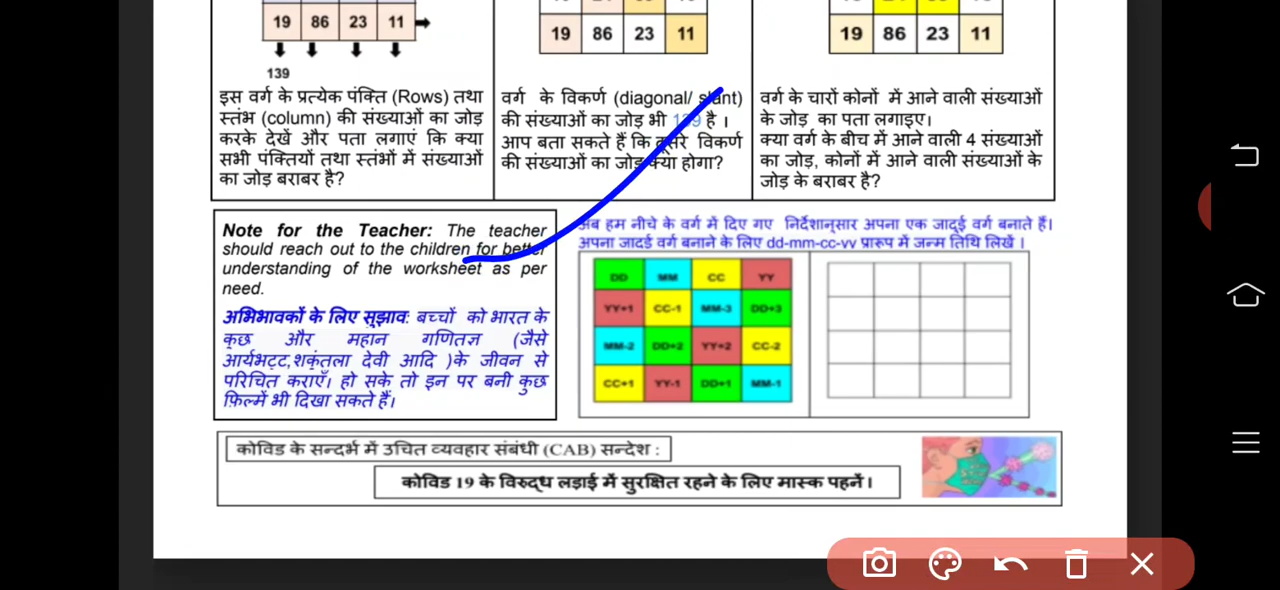 19 86 23 11
139
19 86 23 11
19 86 23 11
इस वर्ग के प्रत्येक पंक्ति (Rows) तथा
स्तंभ (column) की संख्याओं का जोड़
करके देखें और पता लगाएं कि क्या
सभी पंक्तियों तथा स्तंभों में संख्याओं
का जोड़ बराबर है?
वर्ग के विकर्ण (diagonal/ slant)
की संख्याओं का जोड़ भी 139 है ।
आप बता सकते हैं कि दूसरे विकर्ण
की संख्याओं का जोड़ क्या होगा?
वर्ग के चारों कोनों में आने वाली संख्याओं
के जोड़ का पता लगाइए।
क्या वर्ग के बीच में आने वाली 4 संख्याओं
का जोड़, कोनों में आने वाली संख्याओं के
जोड़ के बराबर है?
Note for the Teacher: The teacher
should reach out to the children for better
understanding of the worksheet as per
need.
अभिभावकों के लिए सुझाव: बच्चों को भारत के
कुछ और महान गणितज्ञ (जैसे
आर्यभट्ट,शकुंतला देवी आदि )के जीवन से
परिचित कराएँ। हो सके तो इन पर बनी कुछ
फ़िल्में भी दिखा सकते हैं।
अब हम नीचे के वर्ग में दिए गए निर्देशानुसार अपना एक जादुई वर्ग बनाते हैं।
अपना जादुई वर्ग बनाने के लिए dd-mm-cc-yy प्रारूप में जन्म तिथि लिखें ।
DD MM CC YY
YY+1 CC-1 MM-3 DD+3
MM-2 DD+2 YY+2 CC-2
CC+1 YY-1 DD+1 MM-1
कोविड के सन्दर्भ में उचित व्यवहार संबंधी (CAB) सन्देश :
कोविड 19 के विरुद्ध लड़ाई में सुरक्षित रहने के लिए मास्क पहनें।